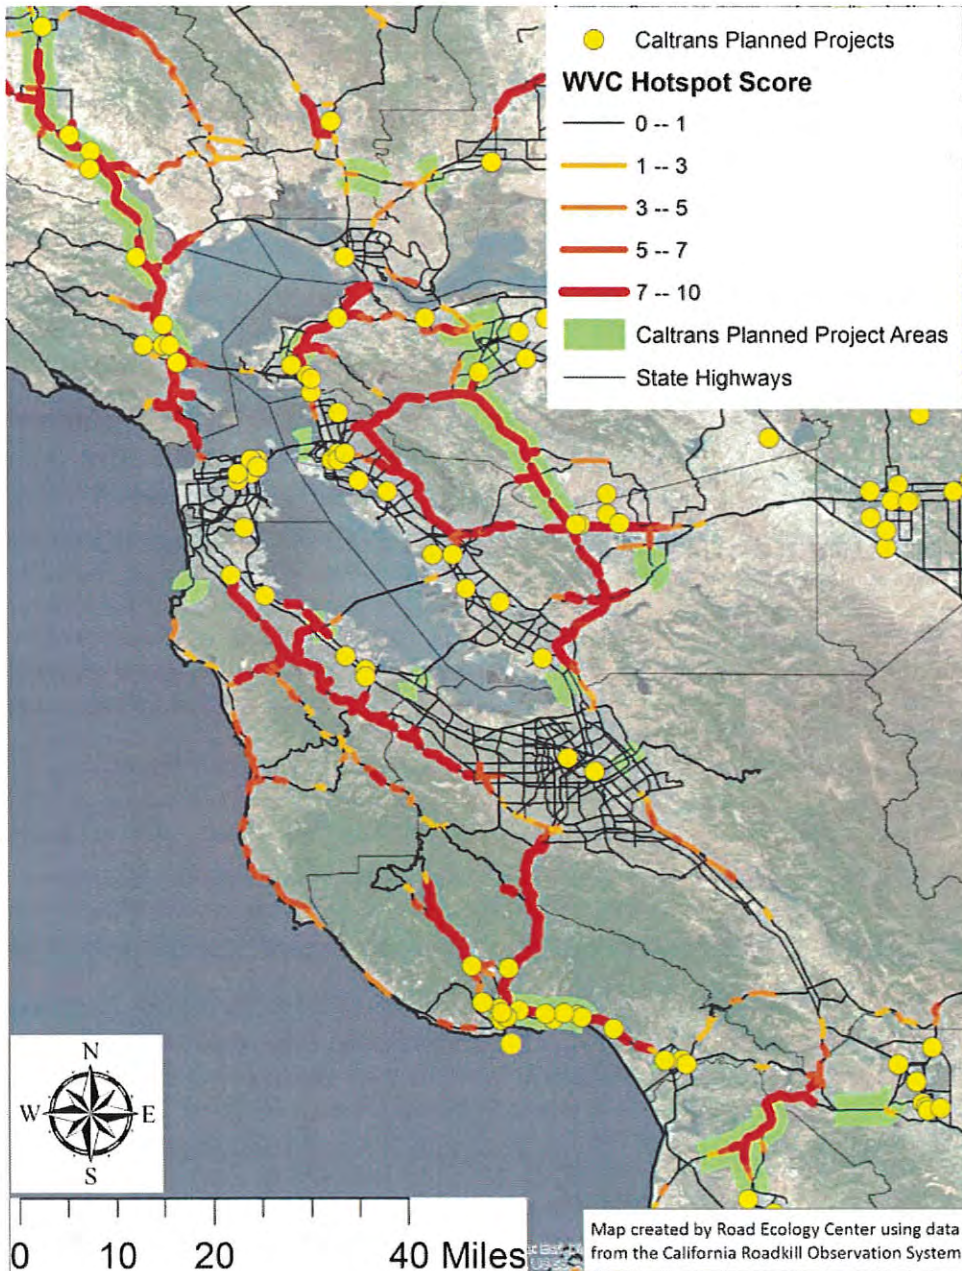 Caltrans Planned Projects
WVC Hotspot Score
0 -- 1
1 -- 3
3 -- 5
5 -- 7
7 -- 10
Caltrans Planned Project Areas
State Highways
N
W
E
S
0
10
20
40 Miles
Map created by Road Ecology Center using data
from the California Roadkill Observation System